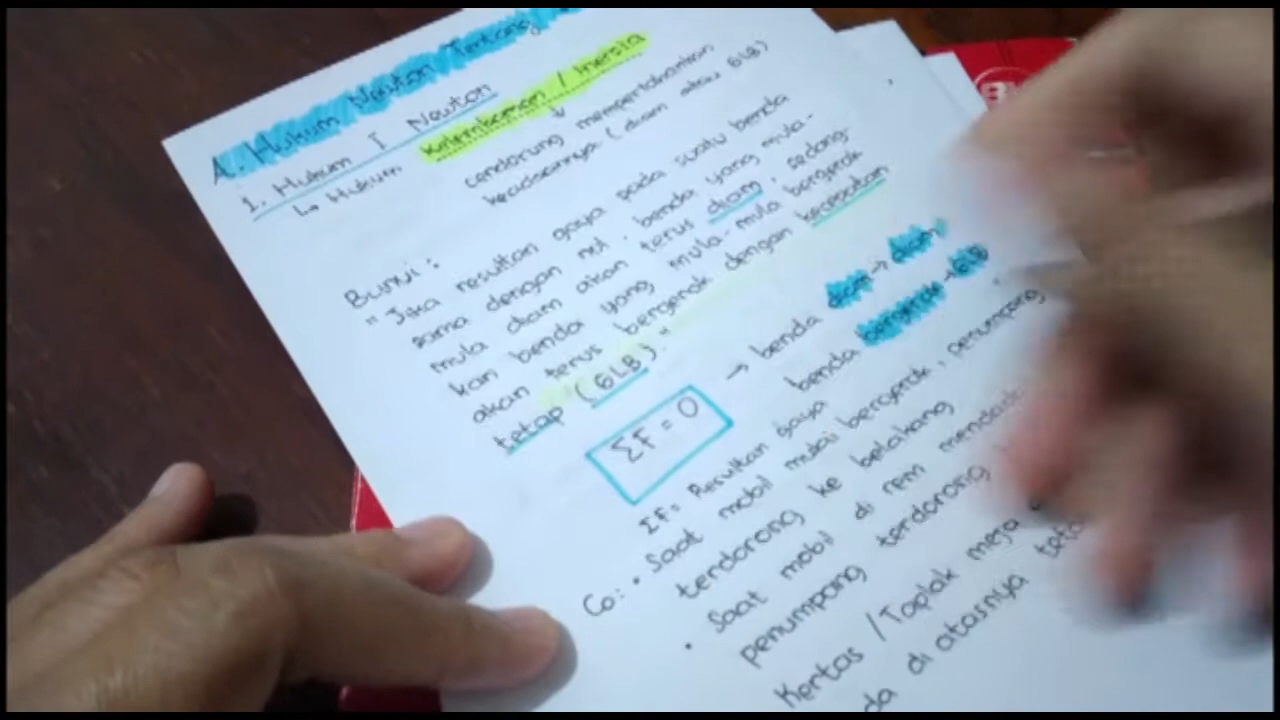 A. Hukum Newton Tentang
1. Hukum I Newton
↳ Hukum Kelembaman / Inersia
↓
cenderung mempertahankan
keadaannya (diam atau GLB)
Bunyi :
"Jika resultan gaya pada suatu benda
sama dengan nol, benda yang mula-
mula diam akan terus diam, sedang-
kan benda yang mula-mula bergerak
akan terus bergerak dengan kecepatan
tetap (GLB)."
ΣF = 0 → benda diam → diam
benda bergerak → GLB
ΣF = Resultan gaya
Co: • Saat mobil mulai bergerak, penumpang
terdorong ke belakang
• Saat mobil di rem mendadak
penumpang terdorong
Kertas / Taplak meja
di atasnya